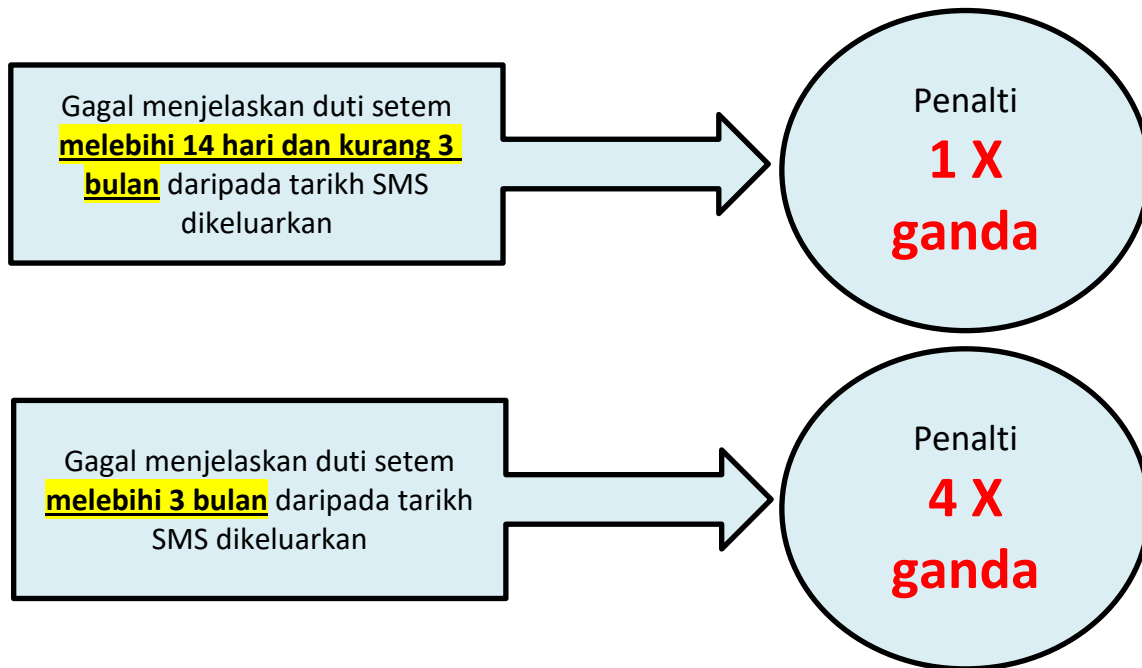 Gagal menjelaskan duti setem
melebihi 14 hari dan kurang 3
bulan daripada tarikh SMS
dikeluarkan
Penalti
1 X
ganda
Gagal menjelaskan duti setem
melebihi 3 bulan daripada tarikh
SMS dikeluarkan
Penalti
4 X
ganda